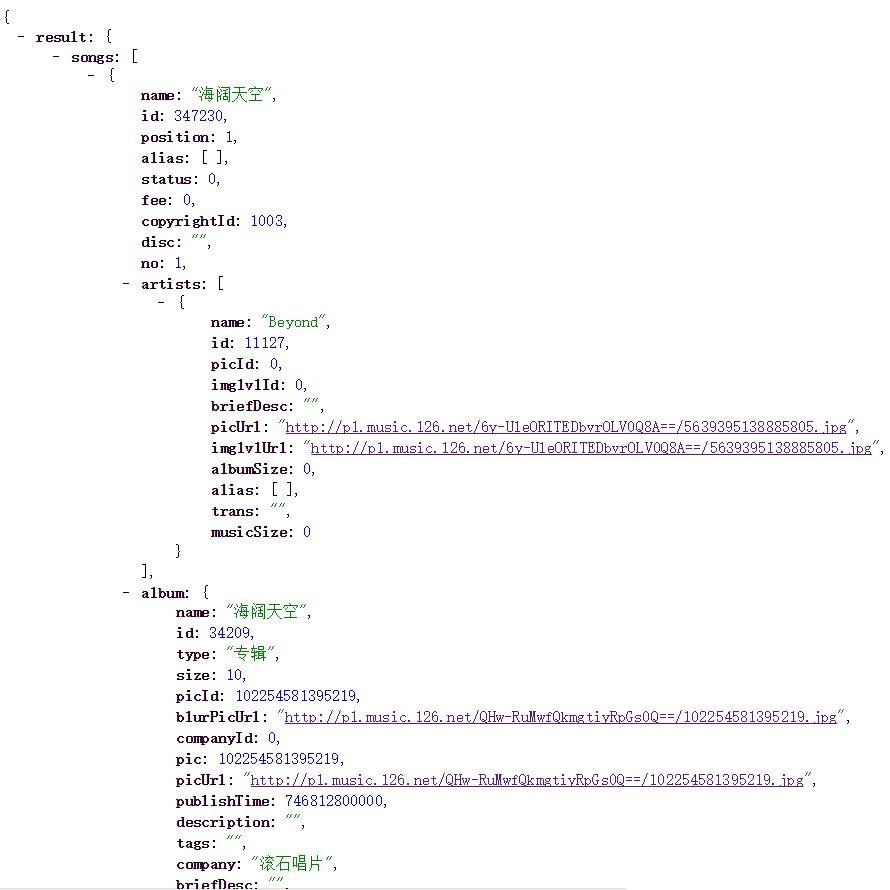 {
- result: {
- songs: [
- {
name: "海阔天空",
id: 347230,
position: 1,
alias: [ ],
status: 0,
fee: 0,
copyrightId: 1003,
disc: "",
no: 1,
- artists: [
- {
name: "Beyond",
id: 11127,
picId: 0,
img1v1Id: 0,
briefDesc: "",
picUrl: "http://p1.music.126.net/6y-UleORITEDbvrOLV0Q8A==/5639395138885805.jpg",
img1v1Url: "http://p1.music.126.net/6y-UleORITEDbvrOLV0Q8A==/5639395138885805.jpg",
albumSize: 0,
alias: [ ],
trans: "",
musicSize: 0
}
],
- album: {
name: "海阔天空",
id: 34209,
type: "专辑",
size: 10,
picId: 102254581395219,
blurPicUrl: "http://p1.music.126.net/QHw-RuMwfQkmgtiyRpGs0Q==/102254581395219.jpg",
companyId: 0,
pic: 102254581395219,
picUrl: "http://p1.music.126.net/QHw-RuMwfQkmgtiyRpGs0Q==/102254581395219.jpg",
publishTime: 746812800000,
description: "",
tags: "",
company: "滚石唱片",
briefDesc: "",